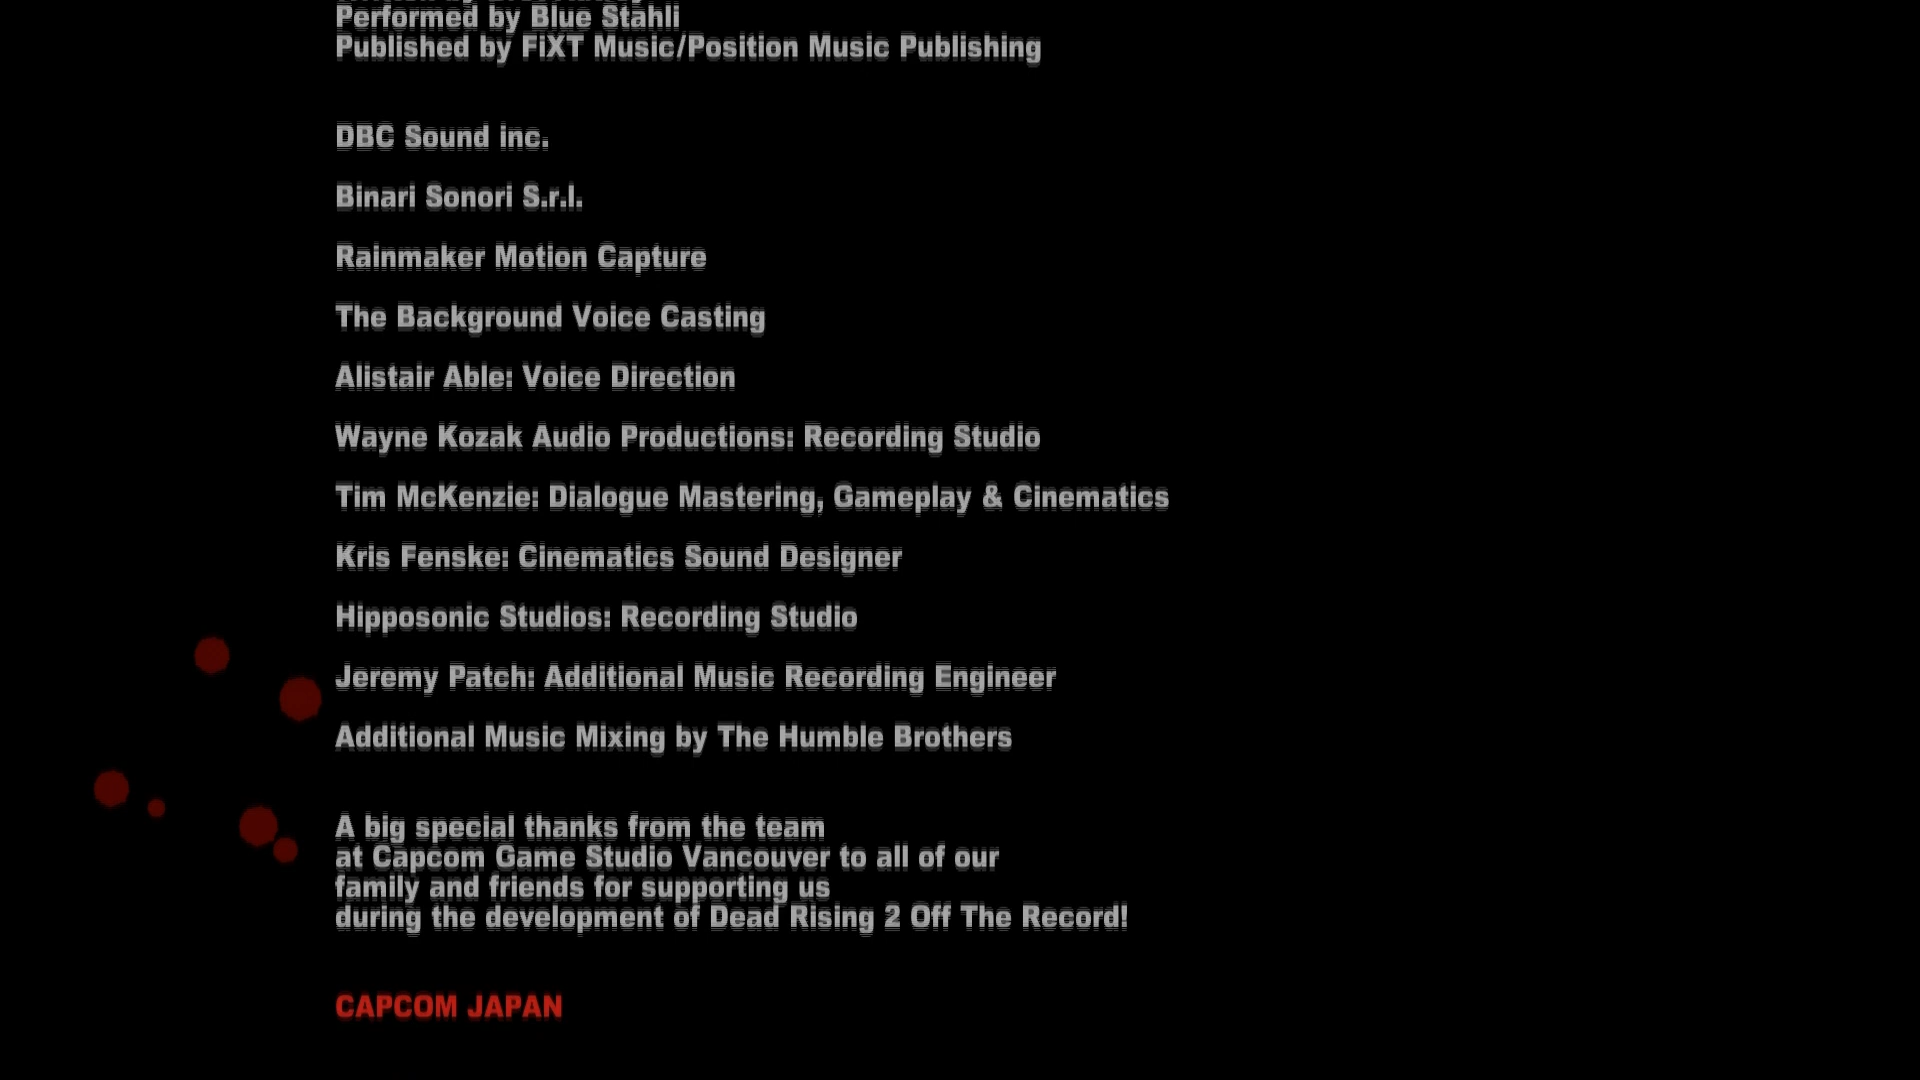 Performed by Blue Stahli
Published by FiXT Music/Position Music Publishing
DBC Sound inc.
Binari Sonori S.r.l.
Rainmaker Motion Capture
The Background Voice Casting
Alistair Able: Voice Direction
Wayne Kozak Audio Productions: Recording Studio
Tim McKenzie: Dialogue Mastering, Gameplay & Cinematics
Kris Fenske: Cinematics Sound Designer
Hipposonic Studios: Recording Studio
Jeremy Patch: Additional Music Recording Engineer
Additional Music Mixing by The Humble Brothers
A big special thanks from the team
at Capcom Game Studio Vancouver to all of our
family and friends for supporting us
during the development of Dead Rising 2 Off The Record!
CAPCOM JAPAN